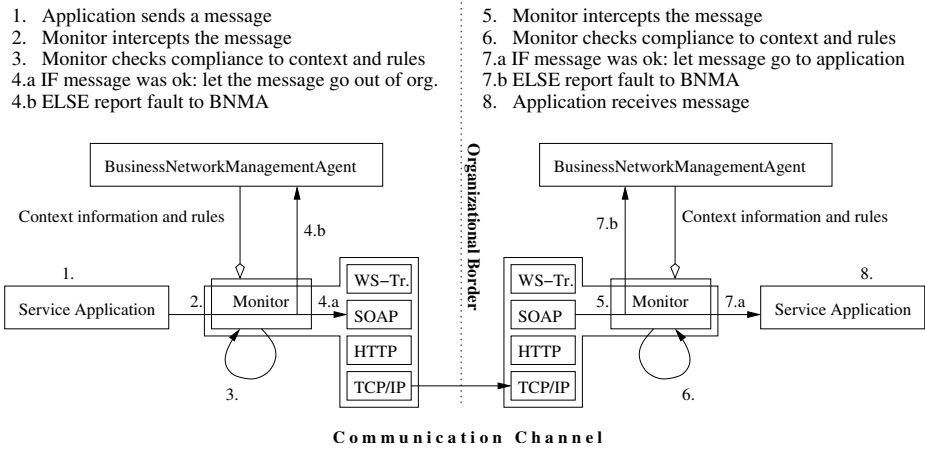 1. Application sends a message
2. Monitor intercepts the message
3. Monitor checks compliance to context and rules
4.a IF message was ok: let the message go out of org.
4.b ELSE report fault to BNMA
5. Monitor intercepts the message
6. Monitor checks compliance to context and rules
7.a IF message was ok: let message go to application
7.b ELSE report fault to BNMA
8. Application receives message
BusinessNetworkManagementAgent
Context information and rules
4.b
1.
Service Application
2.
Monitor
4.a
3.
WS-Tr.
SOAP
HTTP
TCP/IP
Organizational Border
BusinessNetworkManagementAgent
7.b
Context information and rules
WS-Tr.
SOAP
HTTP
TCP/IP
5.
Monitor
7.a
6.
8.
Service Application
Communication Channel